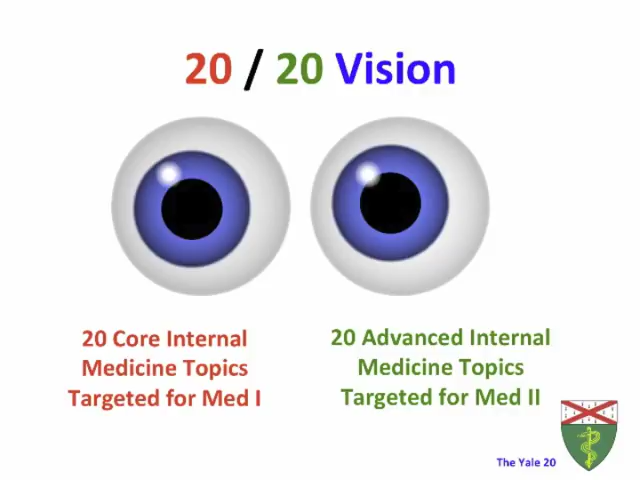 20 / 20 Vision
20 Core Internal
Medicine Topics
Targeted for Med I
20 Advanced Internal
Medicine Topics
Targeted for Med II
The Yale 20